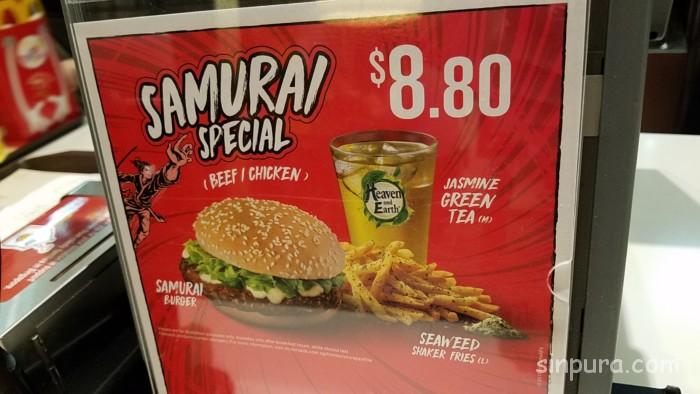 SAMURAI
SPECIAL
( BEEF / CHICKEN )
$8.80
Heaven
and
Earth
JASMINE
GREEN
TEA (M)
SAMURAI
BURGER
SEAWEED
SHAKER FRIES (L)
sinpura.com